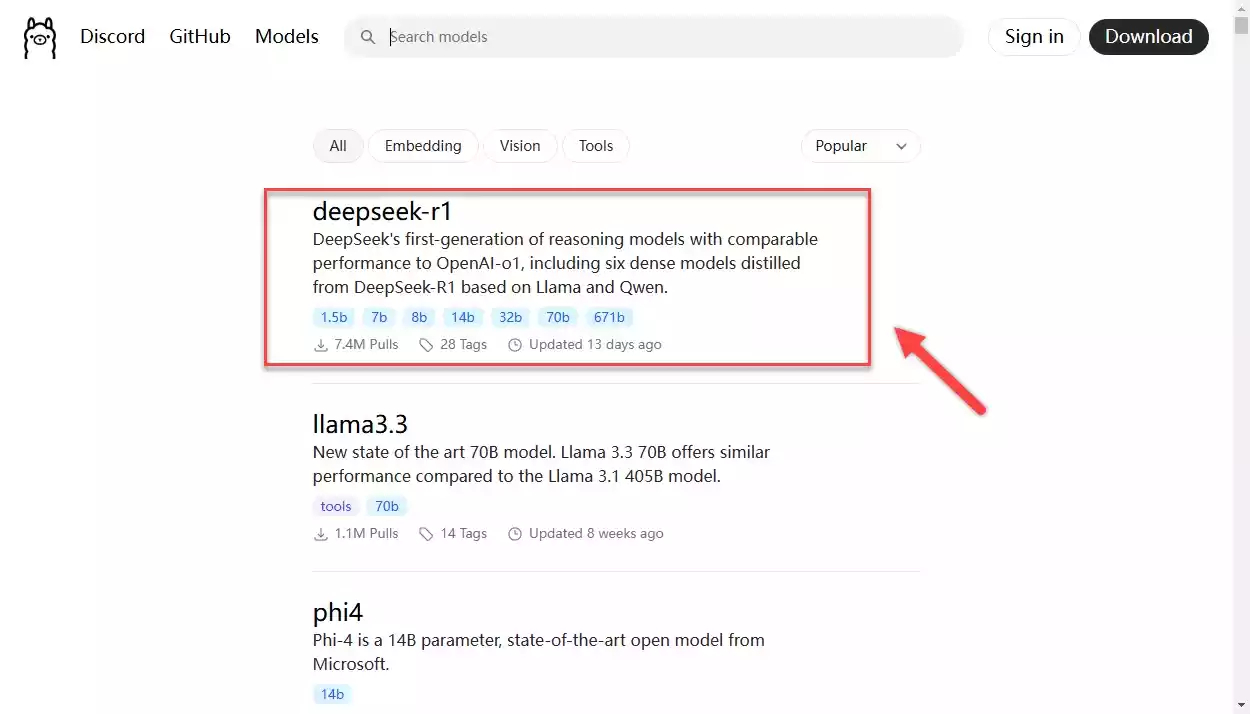 Discord GitHub Models Search models Sign in Download
All Embedding Vision Tools Popular
deepseek-r1
DeepSeek's first-generation of reasoning models with comparable
performance to OpenAI-o1, including six dense models distilled
from DeepSeek-R1 based on Llama and Qwen.
1.5b 7b 8b 14b 32b 70b 671b
7.4M Pulls 28 Tags Updated 13 days ago
llama3.3
New state of the art 70B model. Llama 3.3 70B offers similar
performance compared to the Llama 3.1 405B model.
tools 70b
1.1M Pulls 14 Tags Updated 8 weeks ago
phi4
Phi-4 is a 14B parameter, state-of-the-art open model from
Microsoft.
14b